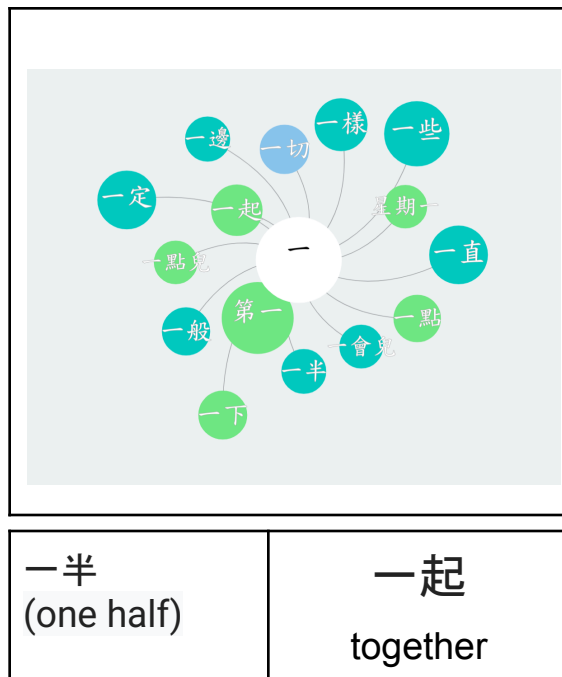 一樣
一些
一切
一邊
一定
一起
星期一
一
一點兒
一直
第一
一點
一般
一會兒
一半
一下
一半
(one half)
一起
together